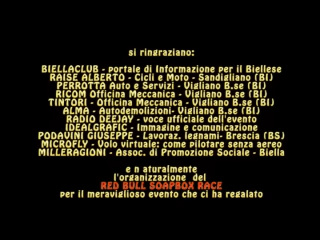 si ringraziano:
BIELLACLUB - portale di Informazione per il Biellese
RAISE ALBERTO - Cicli e Moto - Sandigliano (BI)
PERROTTA Auto e Servizi - Vigliano B.se (BI)
RICOM Officina Meccanica - Vigliano B.se (BI)
TINTORI - Officina Meccanica - Vigliano B.se (BI)
ALMA - Autodemolizioni- Vigliano B.se (BI)
RADIO DEEJAY - voce ufficiale dell'evento
IDEALGRAFIC - Immagine e comunicazione
PODAVINI GIUSEPPE - Lavoraz. legnami- Brescia (BS)
MICROFLY - Volo virtuale: come pilotare senza aereo
MILLERAGIONI - Assoc. di Promozione Sociale - Biella
e n aturalmente
l'organizzazione del
RED BULL SOAPBOX RACE
per il meraviglioso evento che ci ha regalato